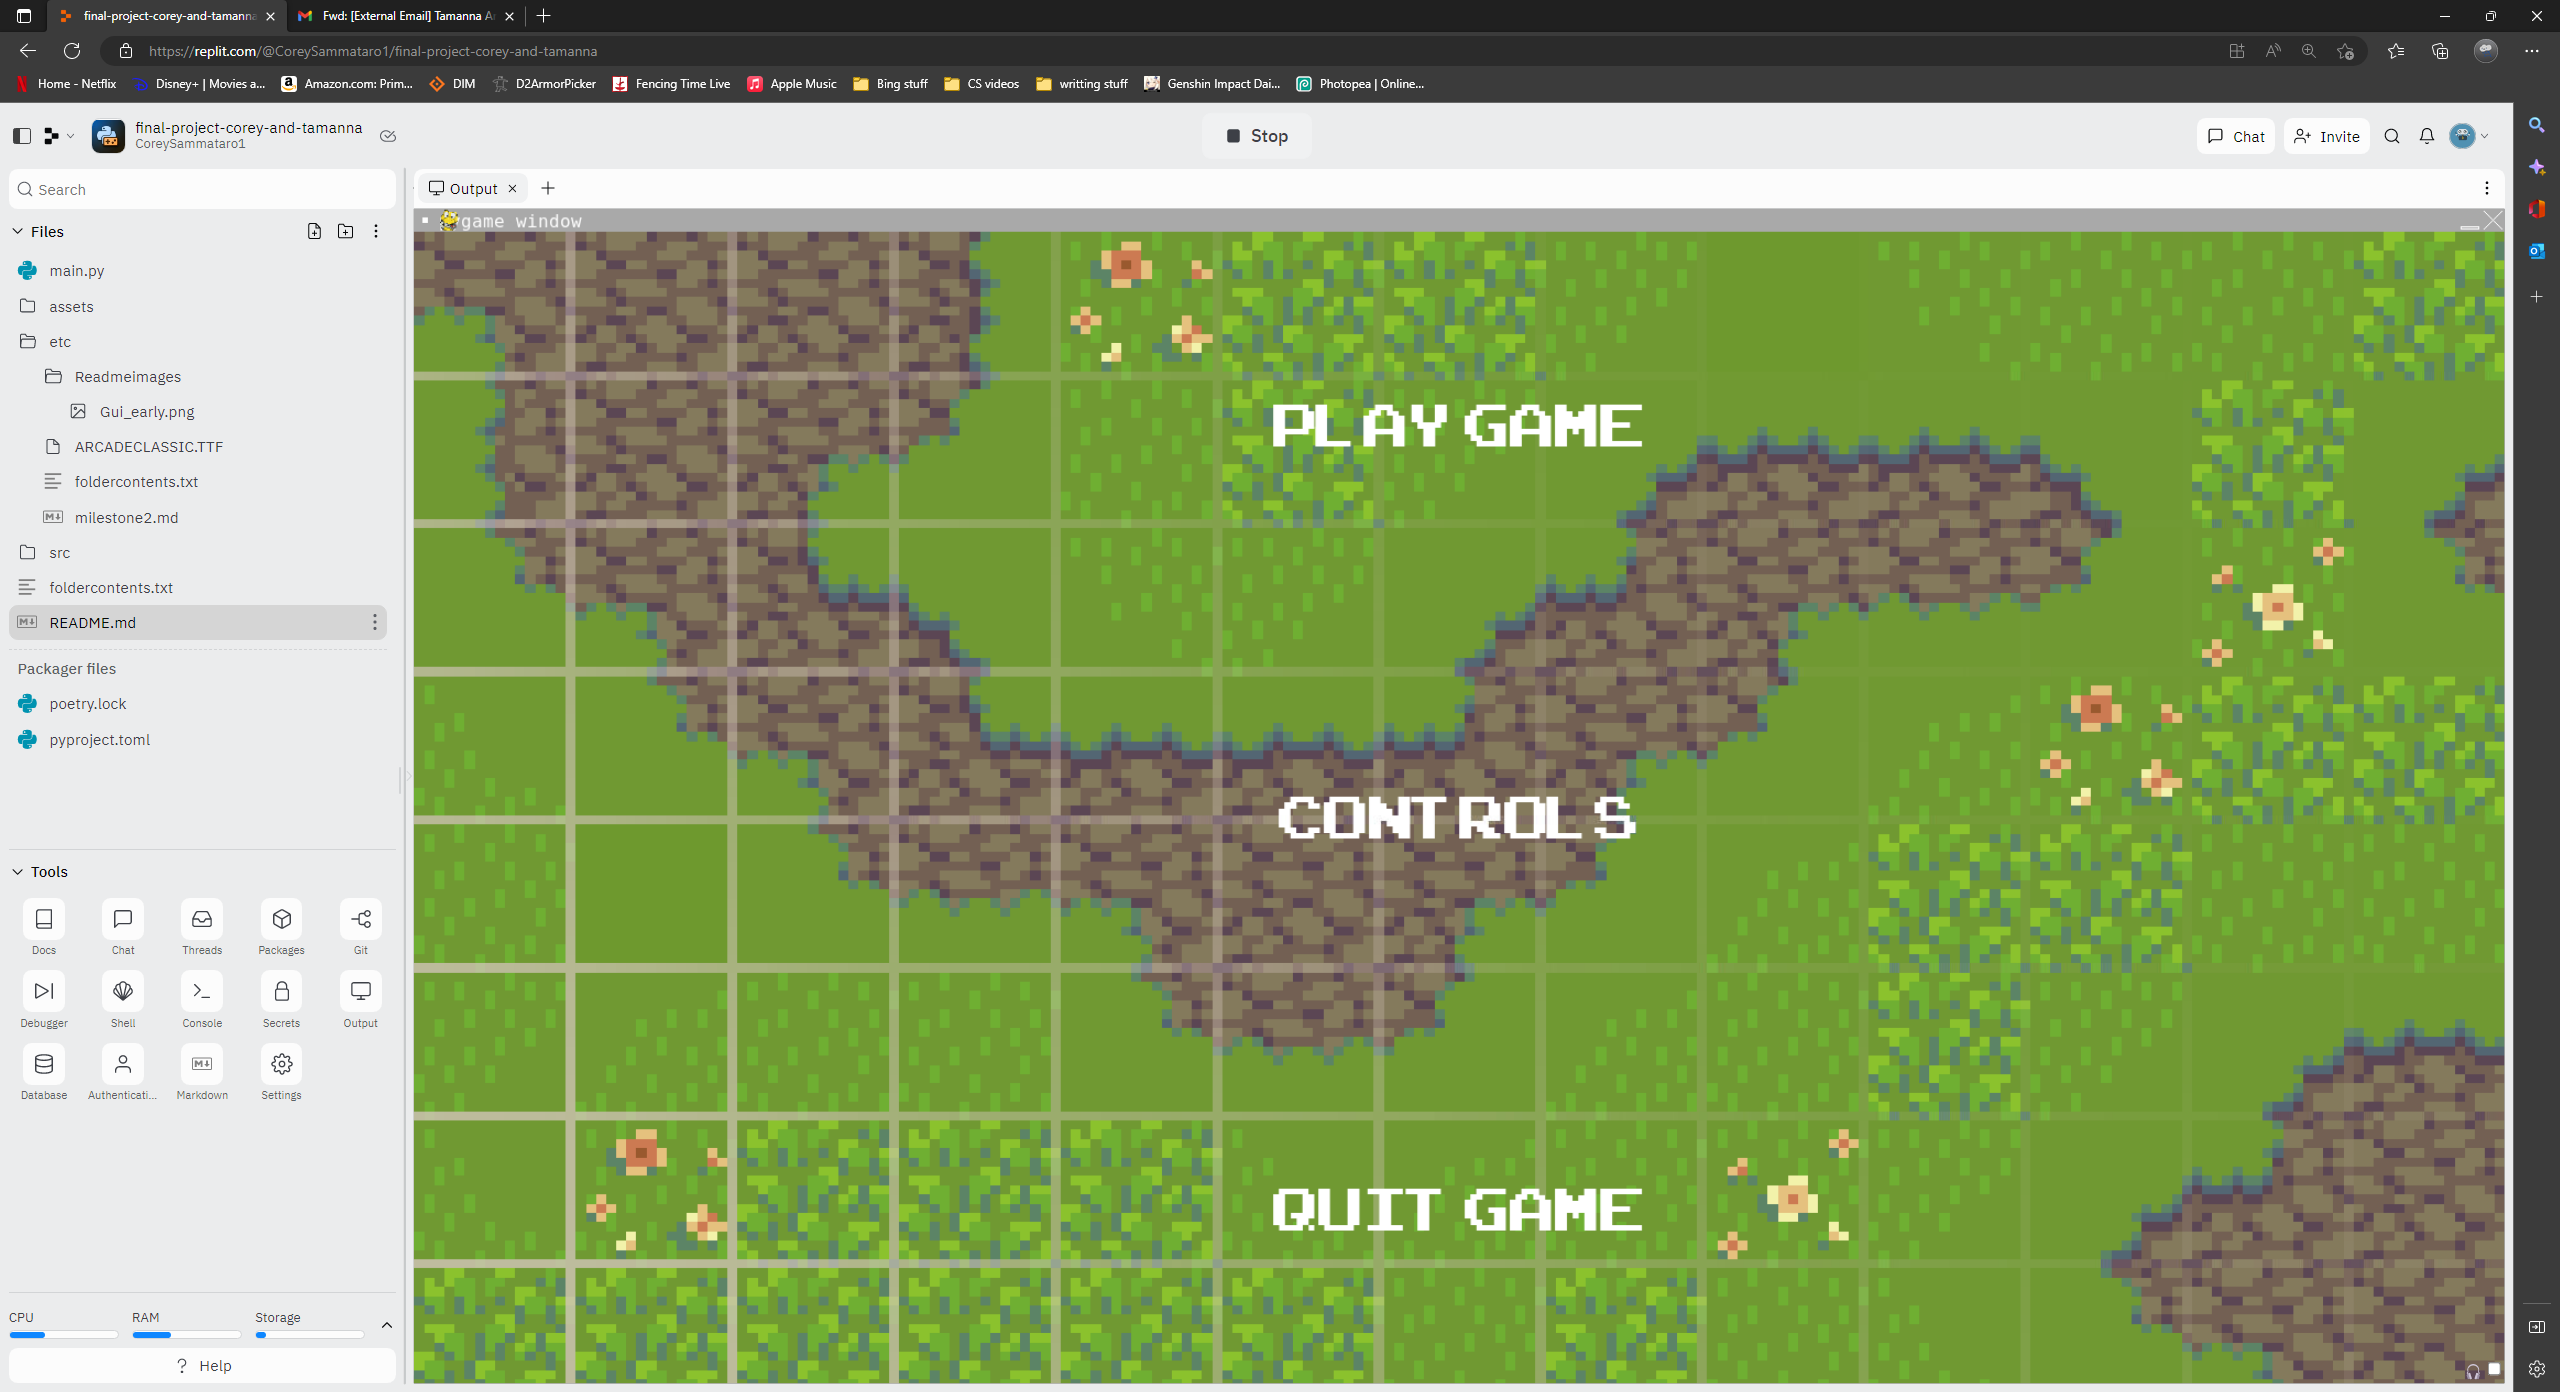 final-project-corey-and-tamanna
Fwd: [External Email] Tamanna A
https://replit.com/@CoreySammataro1/final-project-corey-and-tamanna
Home - Netflix
Disney+ | Movies a...
Amazon.com: Prim...
DIM
D2ArmorPicker
Fencing Time Live
Apple Music
Bing stuff
CS videos
writting stuff
Genshin Impact Dai...
Photopea | Online...
final-project-corey-and-tamanna
CoreySammataro1
Stop
Chat
Invite
Search
Output
game window
Files
main.py
assets
etc
Readmeimages
Gui_early.png
ARCADECLASSIC.TTF
foldercontents.txt
milestone2.md
src
foldercontents.txt
README.md
Packager files
poetry.lock
pyproject.toml
PLAY GAME
CONTROLS
QUIT GAME
Tools
Docs
Chat
Threads
Packages
Git
Debugger
Shell
Console
Secrets
Output
Database
Authenticati...
Markdown
Settings
CPU
RAM
Storage
? Help